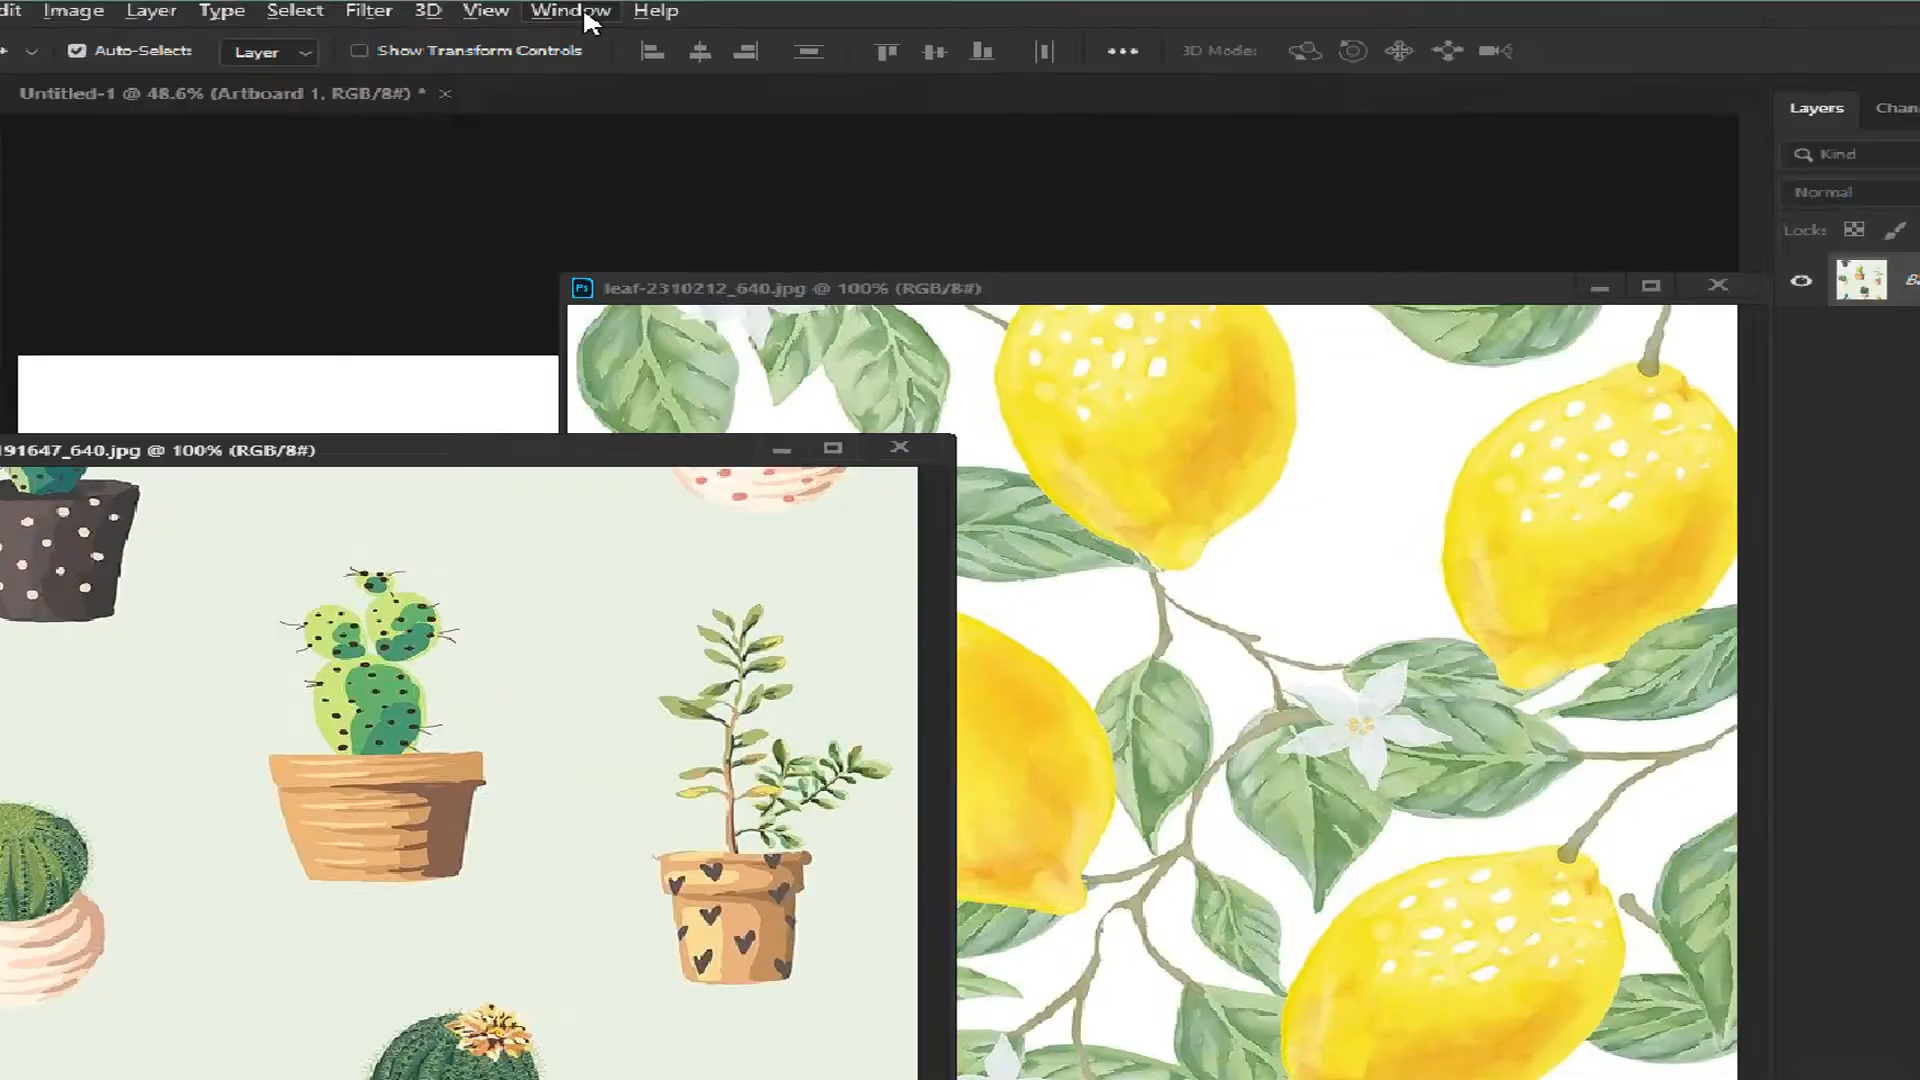 dit Image Layer Type Select Filter 3D View Window Help
Auto-Select: Layer Show Transform Controls 3D Mode:
Untitled-1 @ 48.6% (Artboard 1, RGB/8#) * ×
Layers Chan
Kind
Normal
Lock:
Ps leaf-2310212_640.jpg @ 100% (RGB/8#)
191647_640.jpg @ 100% (RGB/8#)